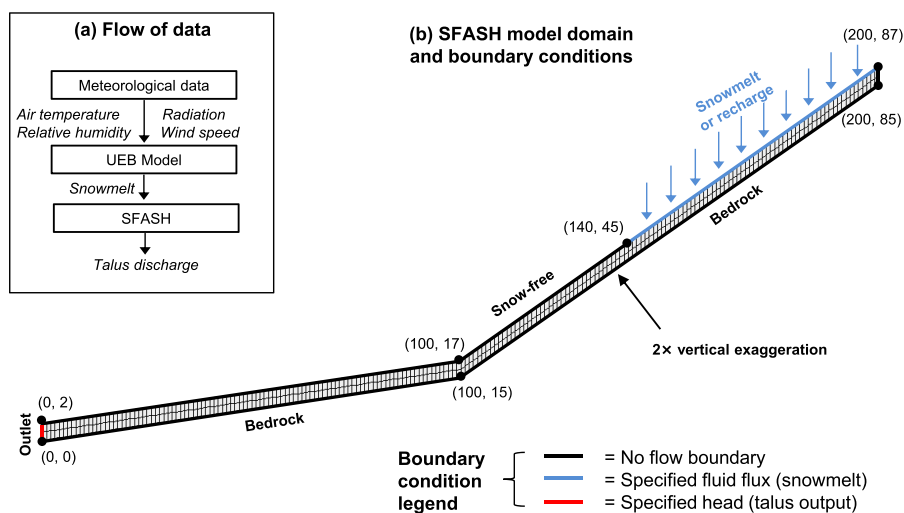 (a) Flow of data
Meteorological data
Air temperature
Relative humidity
Radiation
Wind speed
UEB Model
Snowmelt
SFASH
Talus discharge
(b) SFASH model domain
and boundary conditions
(200, 87)
Snowmelt
or recharge
(200, 85)
Bedrock
(140, 45)
Snow-free
2× vertical exaggeration
(100, 17)
(100, 15)
(0, 2)
Outlet
Bedrock
(0, 0)
Boundary
condition
legend
= No flow boundary
= Specified fluid flux (snowmelt)
= Specified head (talus output)